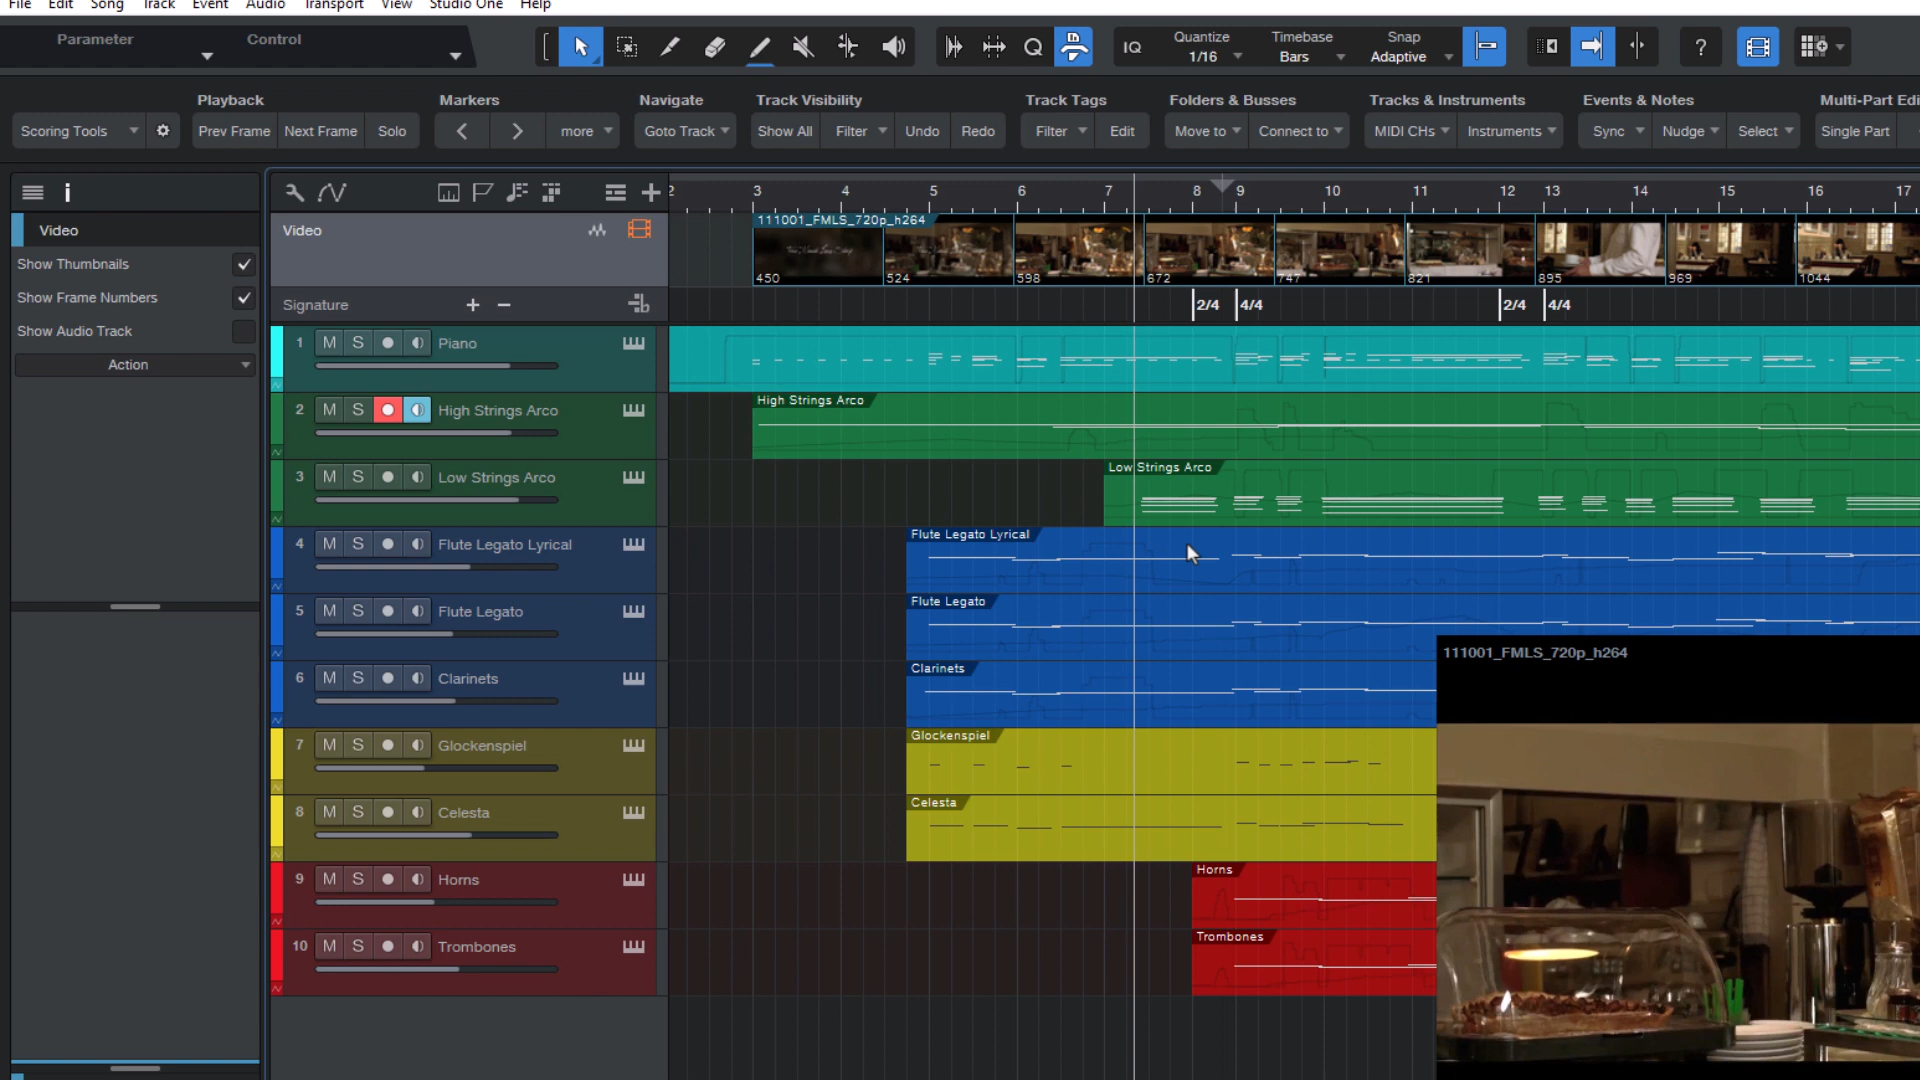 File Edit Song Track Event Audio Transport View Studio One Help
Parameter Control
IQ Quantize 1/16 Timebase Bars Snap Adaptive ?
Playback Markers Navigate Track Visibility Track Tags Folders & Busses Tracks & Instruments Events & Notes Multi-Part Edi
Scoring Tools Prev Frame Next Frame Solo more Goto Track Show All Filter Undo Redo Filter Edit Move to Connect to MIDI CHs Instruments Sync Nudge Select Single Part
2 3 4 5 6 7 8 9 10 11 12 13 14 15 16 17
Video
Show Thumbnails
Show Frame Numbers
Show Audio Track
Action
Video
111001_FMLS_720p_h264
450 524 598 672 747 821 895 969 1044
Signature + −
2/4 4/4 2/4 4/4
1 M S Piano
2 M S High Strings Arco
High Strings Arco
3 M S Low Strings Arco
Low Strings Arco
4 M S Flute Legato Lyrical
Flute Legato Lyrical
5 M S Flute Legato
Flute Legato
6 M S Clarinets
Clarinets
7 M S Glockenspiel
Glockenspiel
8 M S Celesta
Celesta
9 M S Horns
Horns
10 M S Trombones
Trombones
111001_FMLS_720p_h264